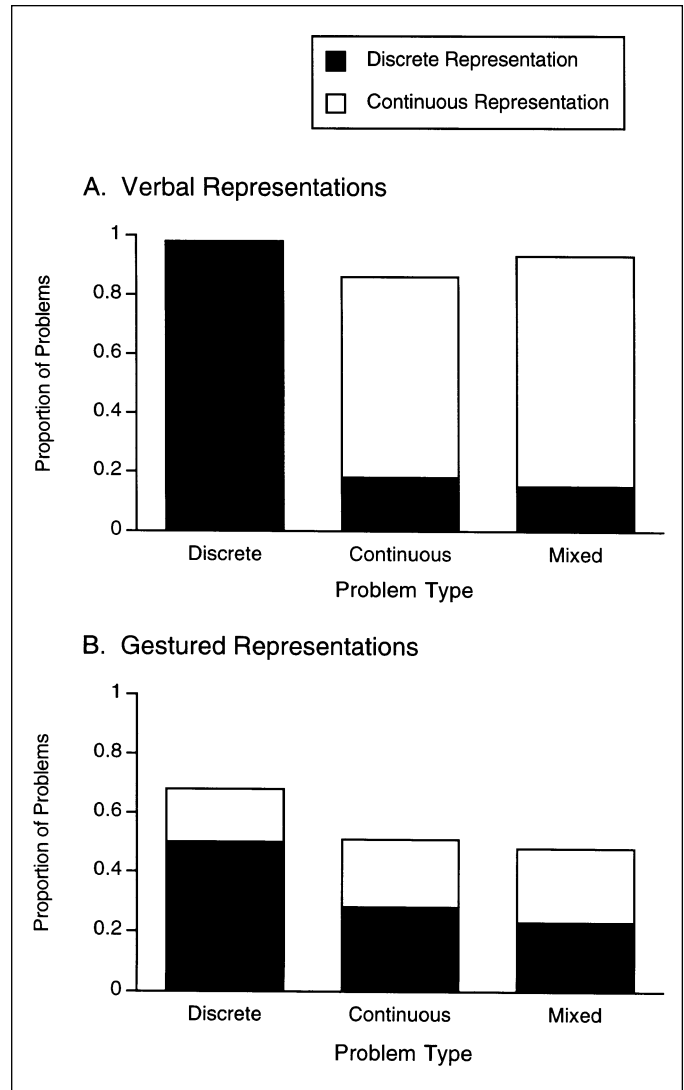 Discrete Representation
Continuous Representation
A. Verbal Representations
1
0.8
0.6
0.4
0.2
0
Proportion of Problems
Discrete
Continuous
Mixed
Problem Type
B. Gestured Representations
1
0.8
0.6
0.4
0.2
0
Proportion of Problems
Discrete
Continuous
Mixed
Problem Type